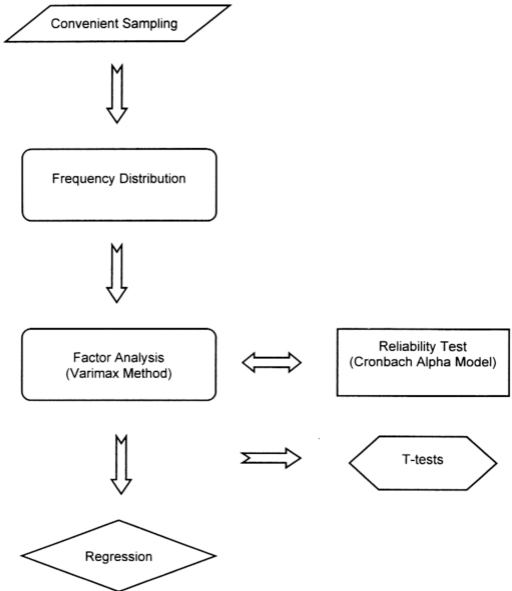 Convenient Sampling
Frequency Distribution
Factor Analysis
(Varimax Method)
Reliability Test
(Cronbach Alpha Model)
T-tests
Regression